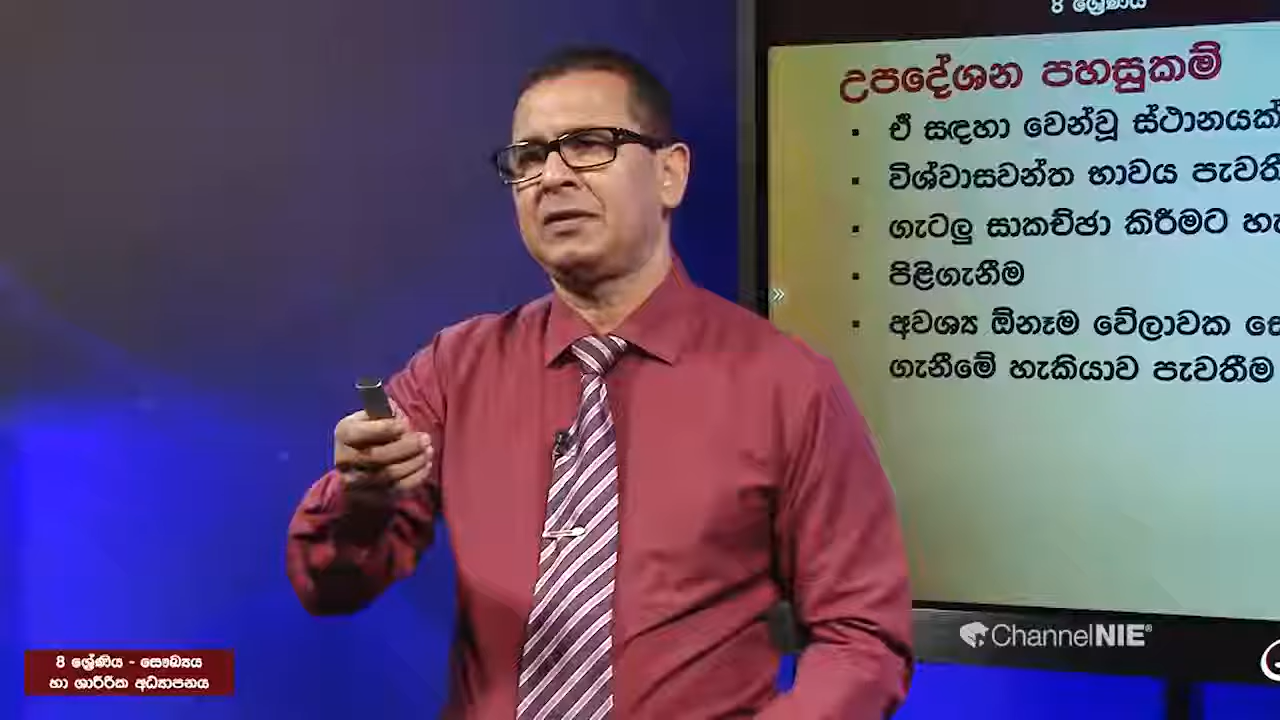 8 ශ්‍රේණිය
උපදේශන පහසුකම්
▪ ඒ සඳහා වෙන්වූ ස්ථානයක්
▪ විශ්වාසවන්ත භාවය
▪ ගැටලු සාකච්ඡා කිරීමට
▪ පිළිගැනීම
▪ අවශ්‍ය ඕනෑම වේලාවක
ගැනීමේ හැකියාව පැවතීම
»
ChannelNIE®
8 ශ්‍රේණිය - සෞඛ්‍යය
හා ශාරීරික අධ්‍යාපනය